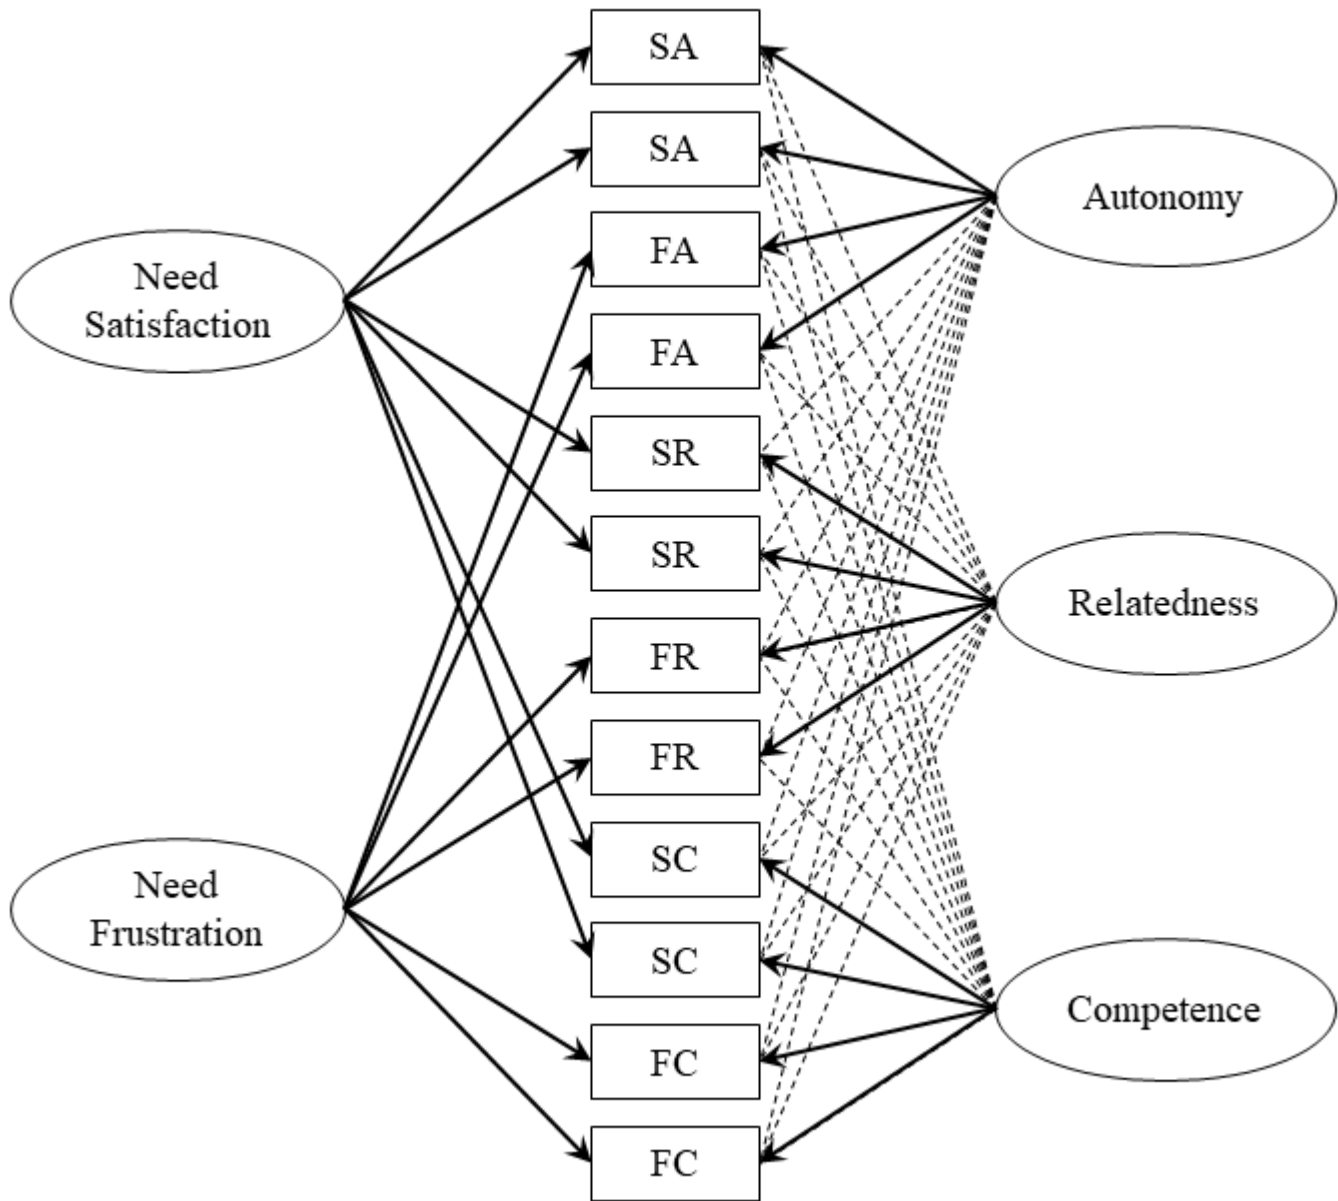 Need
Satisfaction
Need
Frustration
SA
SA
FA
FA
SR
SR
FR
FR
SC
SC
FC
FC
Autonomy
Relatedness
Competence